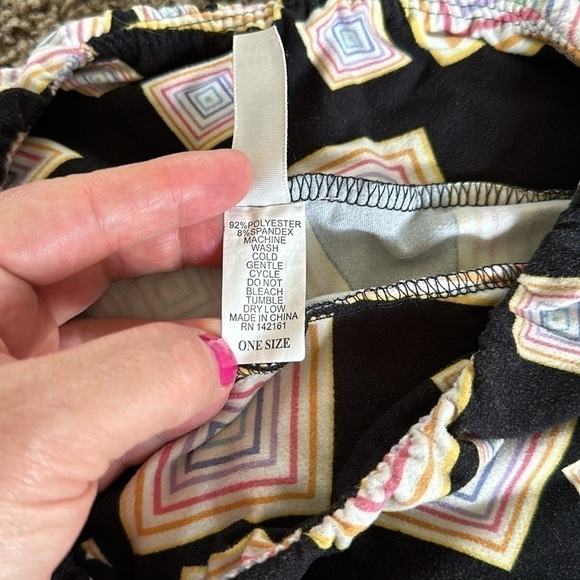 92%POLYESTER
8%SPANDEX
MACHINE
WASH
COLD
GENTLE
CYCLE
DO NOT
BLEACH
TUMBLE
DRY LOW
MADE IN CHINA
RN 142161
ONE SIZE